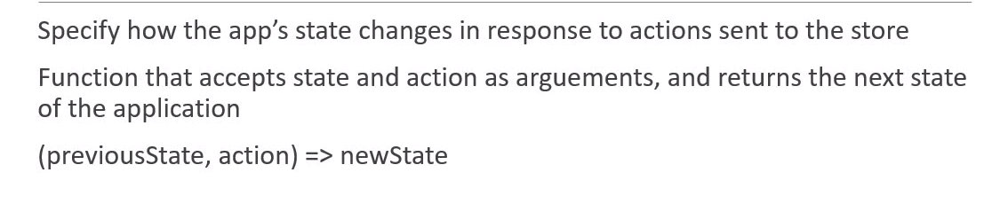 Specify how the app’s state changes in response to actions sent to the store
Function that accepts state and action as arguements, and returns the next state
of the application
(previousState, action) => newState